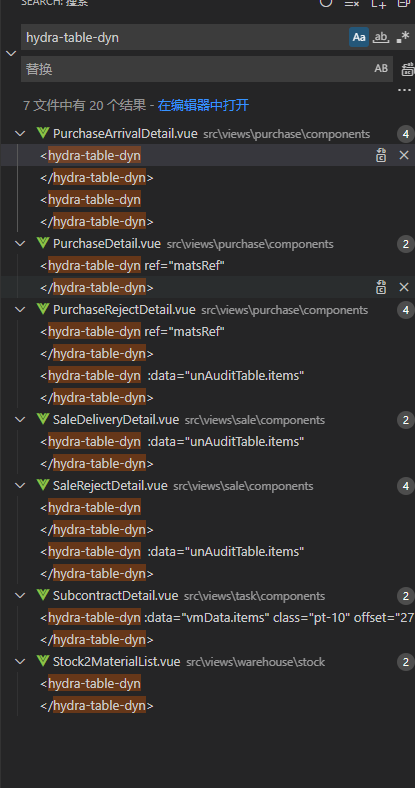 SEARCH: 搜索
hydra-table-dyn Aa ab .*
替换 AB
...
7 文件中有 20 个结果 - 在编辑器中打开
PurchaseArrivalDetail.vue src\views\purchase\components 4
<hydra-table-dyn
</hydra-table-dyn>
<hydra-table-dyn
</hydra-table-dyn>
PurchaseDetail.vue src\views\purchase\components 2
<hydra-table-dyn ref="matsRef"
</hydra-table-dyn>
PurchaseRejectDetail.vue src\views\purchase\components 4
<hydra-table-dyn ref="matsRef"
</hydra-table-dyn>
<hydra-table-dyn :data="unAuditTable.items"
</hydra-table-dyn>
SaleDeliveryDetail.vue src\views\sale\components 2
<hydra-table-dyn :data="unAuditTable.items"
</hydra-table-dyn>
SaleRejectDetail.vue src\views\sale\components 4
<hydra-table-dyn
</hydra-table-dyn>
<hydra-table-dyn :data="unAuditTable.items"
</hydra-table-dyn>
SubcontractDetail.vue src\views\task\components 2
<hydra-table-dyn :data="vmData.items" class="pt-10" offset="27
</hydra-table-dyn>
Stock2MaterialList.vue src\views\warehouse\stock 2
<hydra-table-dyn
</hydra-table-dyn>